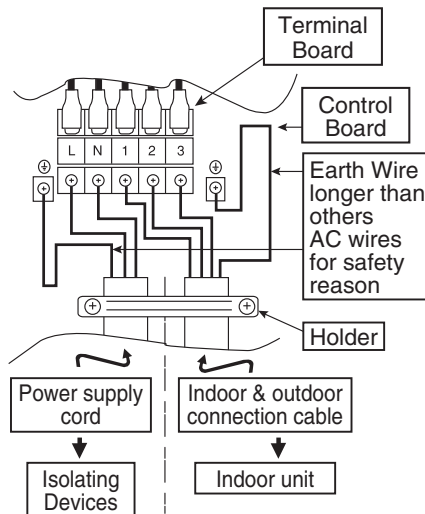 Terminal
Board
Control
Board
L N 1 2 3
Earth Wire
longer than
others
AC wires
for safety
reason
Holder
Power supply
cord
Indoor & outdoor
connection cable
Isolating
Devices
Indoor unit